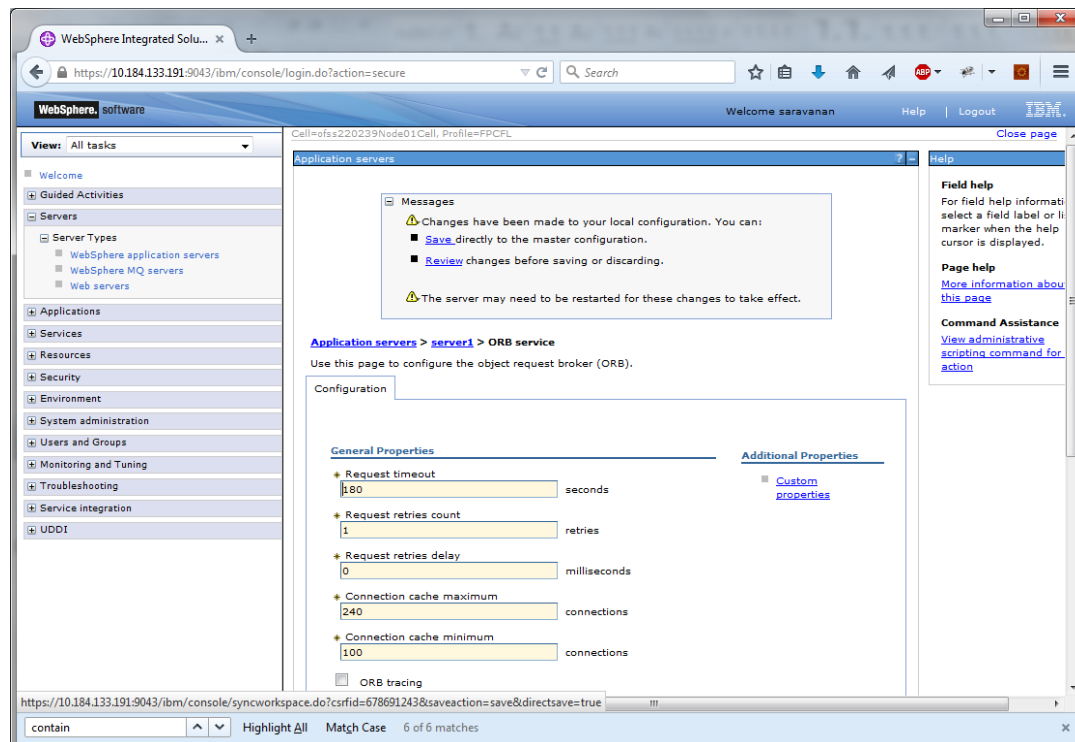 WebSphere Integrated Solu... × +
https://10.184.133.191:9043/ibm/console/login.do?action=secure
Search
ABP
WebSphere. software
Welcome saravanan
Help | Logout
IBM.
View: All tasks
Welcome
Guided Activities
Servers
Server Types
WebSphere application servers
WebSphere MQ servers
Web servers
Applications
Services
Resources
Security
Environment
System administration
Users and Groups
Monitoring and Tuning
Troubleshooting
Service integration
UDDI
Cell=ofss220239Node01Cell, Profile=FPCFL
Close page
Application servers
? –
Messages
Changes have been made to your local configuration. You can:
Save directly to the master configuration.
Review changes before saving or discarding.
The server may need to be restarted for these changes to take effect.
Application servers > server1 > ORB service
Use this page to configure the object request broker (ORB).
Configuration
General Properties
Request timeout
180 seconds
Request retries count
1 retries
Request retries delay
0 milliseconds
Connection cache maximum
240 connections
Connection cache minimum
100 connections
ORB tracing
Additional Properties
Custom
properties
Help
Field help
For field help informati
select a field label or li
marker when the help
cursor is displayed.
Page help
More information abou
this page
Command Assistance
View administrative
scripting command for
action
https://10.184.133.191:9043/ibm/console/syncworkspace.do?csrfid=678691243&saveaction=save&directsave=true
contain
Highlight All Match Case 6 of 6 matches